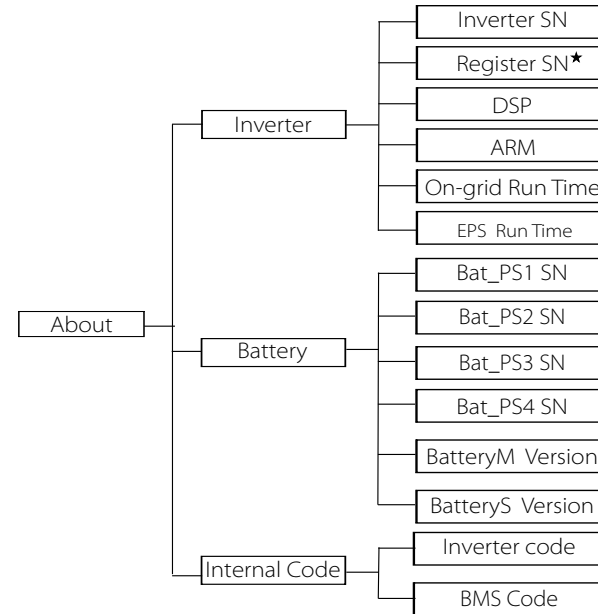 Inverter SN
Register SN★
DSP
Inverter
ARM
On-grid Run Time
EPS Run Time
Bat_PS1 SN
Bat_PS2 SN
About
Battery
Bat_PS3 SN
Bat_PS4 SN
BatteryM Version
BatteryS Version
Inverter code
Internal Code
BMS Code